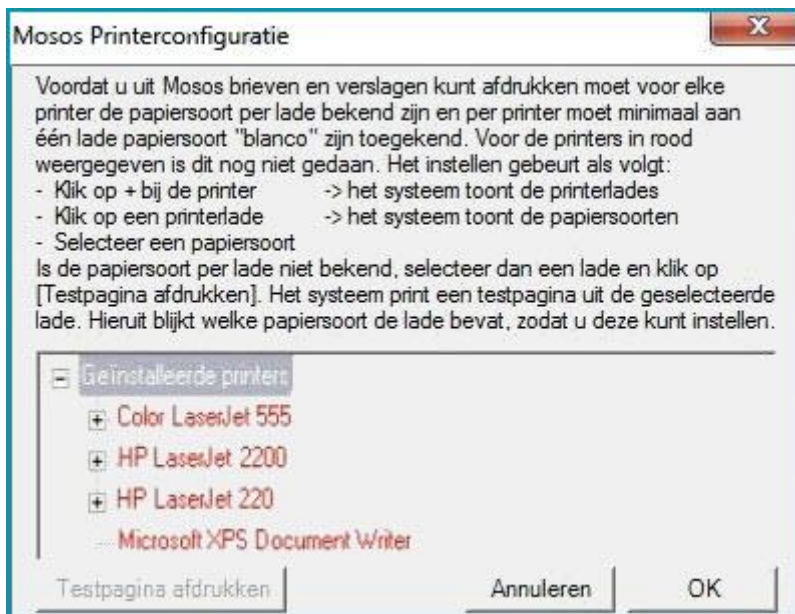 Mosos Printerconfiguratie
Voordat u uit Mosos brieven en verslagen kunt afdrukken moet voor elke
printer de papiersoort per lade bekend zijn en per printer moet minimaal aan
één lade papiersoort "blanco" zijn toegekend. Voor de printers in rood
weergegeven is dit nog niet gedaan. Het instellen gebeurt als volgt:
- Klik op + bij de printer -> het systeem toont de printerlades
- Klik op een printerlade -> het systeem toont de papiersoorten
- Selecteer een papiersoort
Is de papiersoort per lade niet bekend, selecteer dan een lade en klik op
[Testpagina afdrukken]. Het systeem print een testpagina uit de geselecteerde
lade. Hieruit blijkt welke papiersoort de lade bevat, zodat u deze kunt instellen.
Geïnstalleerde printers
Color LaserJet 555
HP LaserJet 2200
HP LaserJet 220
Microsoft XPS Document Writer
Testpagina afdrukken Annuleren OK